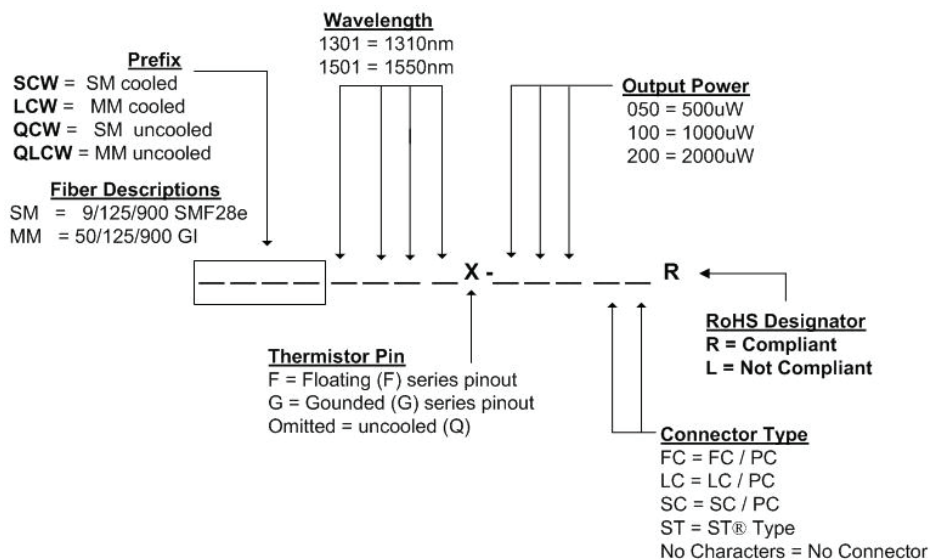 Wavelength
1301 = 1310nm
1501 = 1550nm
Prefix
SCW = SM cooled
LCW = MM cooled
QCW = SM uncooled
QLCW = MM uncooled
Output Power
050 = 500uW
100 = 1000uW
200 = 2000uW
Fiber Descriptions
SM = 9/125/900 SMF28e
MM = 50/125/900 GI
_ _ _ _ _ _ _ _ X - _ _ _ _ _ R
RoHS Designator
R = Compliant
L = Not Compliant
Thermistor Pin
F = Floating (F) series pinout
G = Gounded (G) series pinout
Omitted = uncooled (Q)
Connector Type
FC = FC / PC
LC = LC / PC
SC = SC / PC
ST = ST® Type
No Characters = No Connector